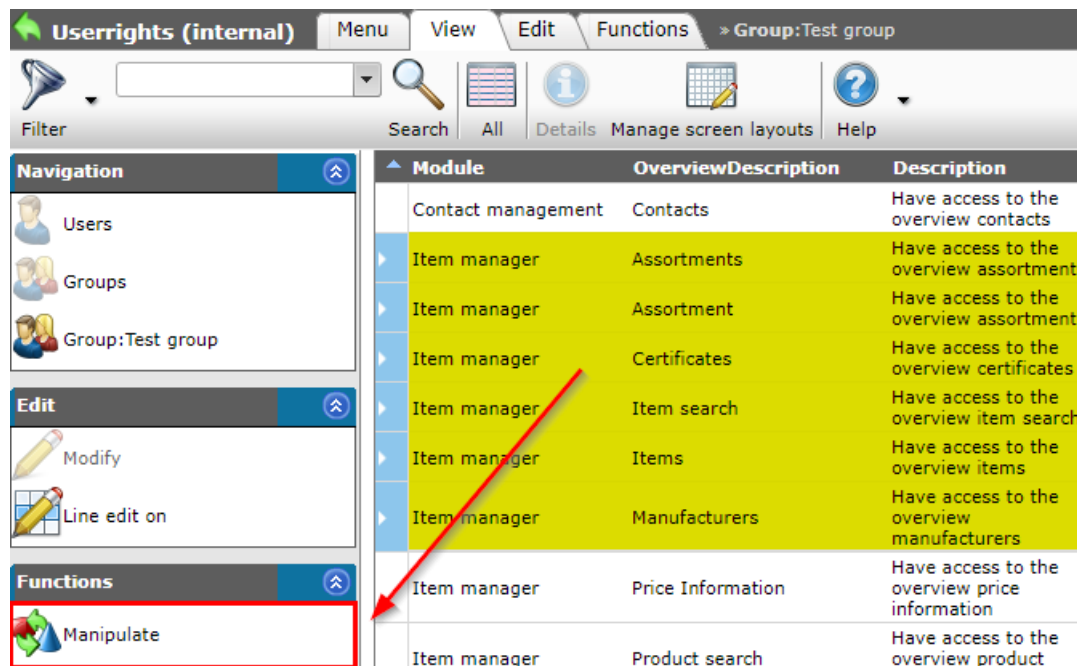 Userrights (internal) Menu View Edit Functions » Group:Test group
Filter Search All Details Manage screen layouts Help
Navigation
Users
Groups
Group:Test group
Edit
Modify
Line edit on
Functions
Manipulate
Module OverviewDescription Description
Contact management Contacts Have access to the
overview contacts
Item manager Assortments Have access to the
overview assortment
Item manager Assortment Have access to the
overview assortment
Item manager Certificates Have access to the
overview certificates
Item manager Item search Have access to the
overview item search
Item manager Items Have access to the
overview items
Item manager Manufacturers Have access to the
overview
manufacturers
Item manager Price Information Have access to the
overview price
information
Item manager Product search Have access to the
overview product